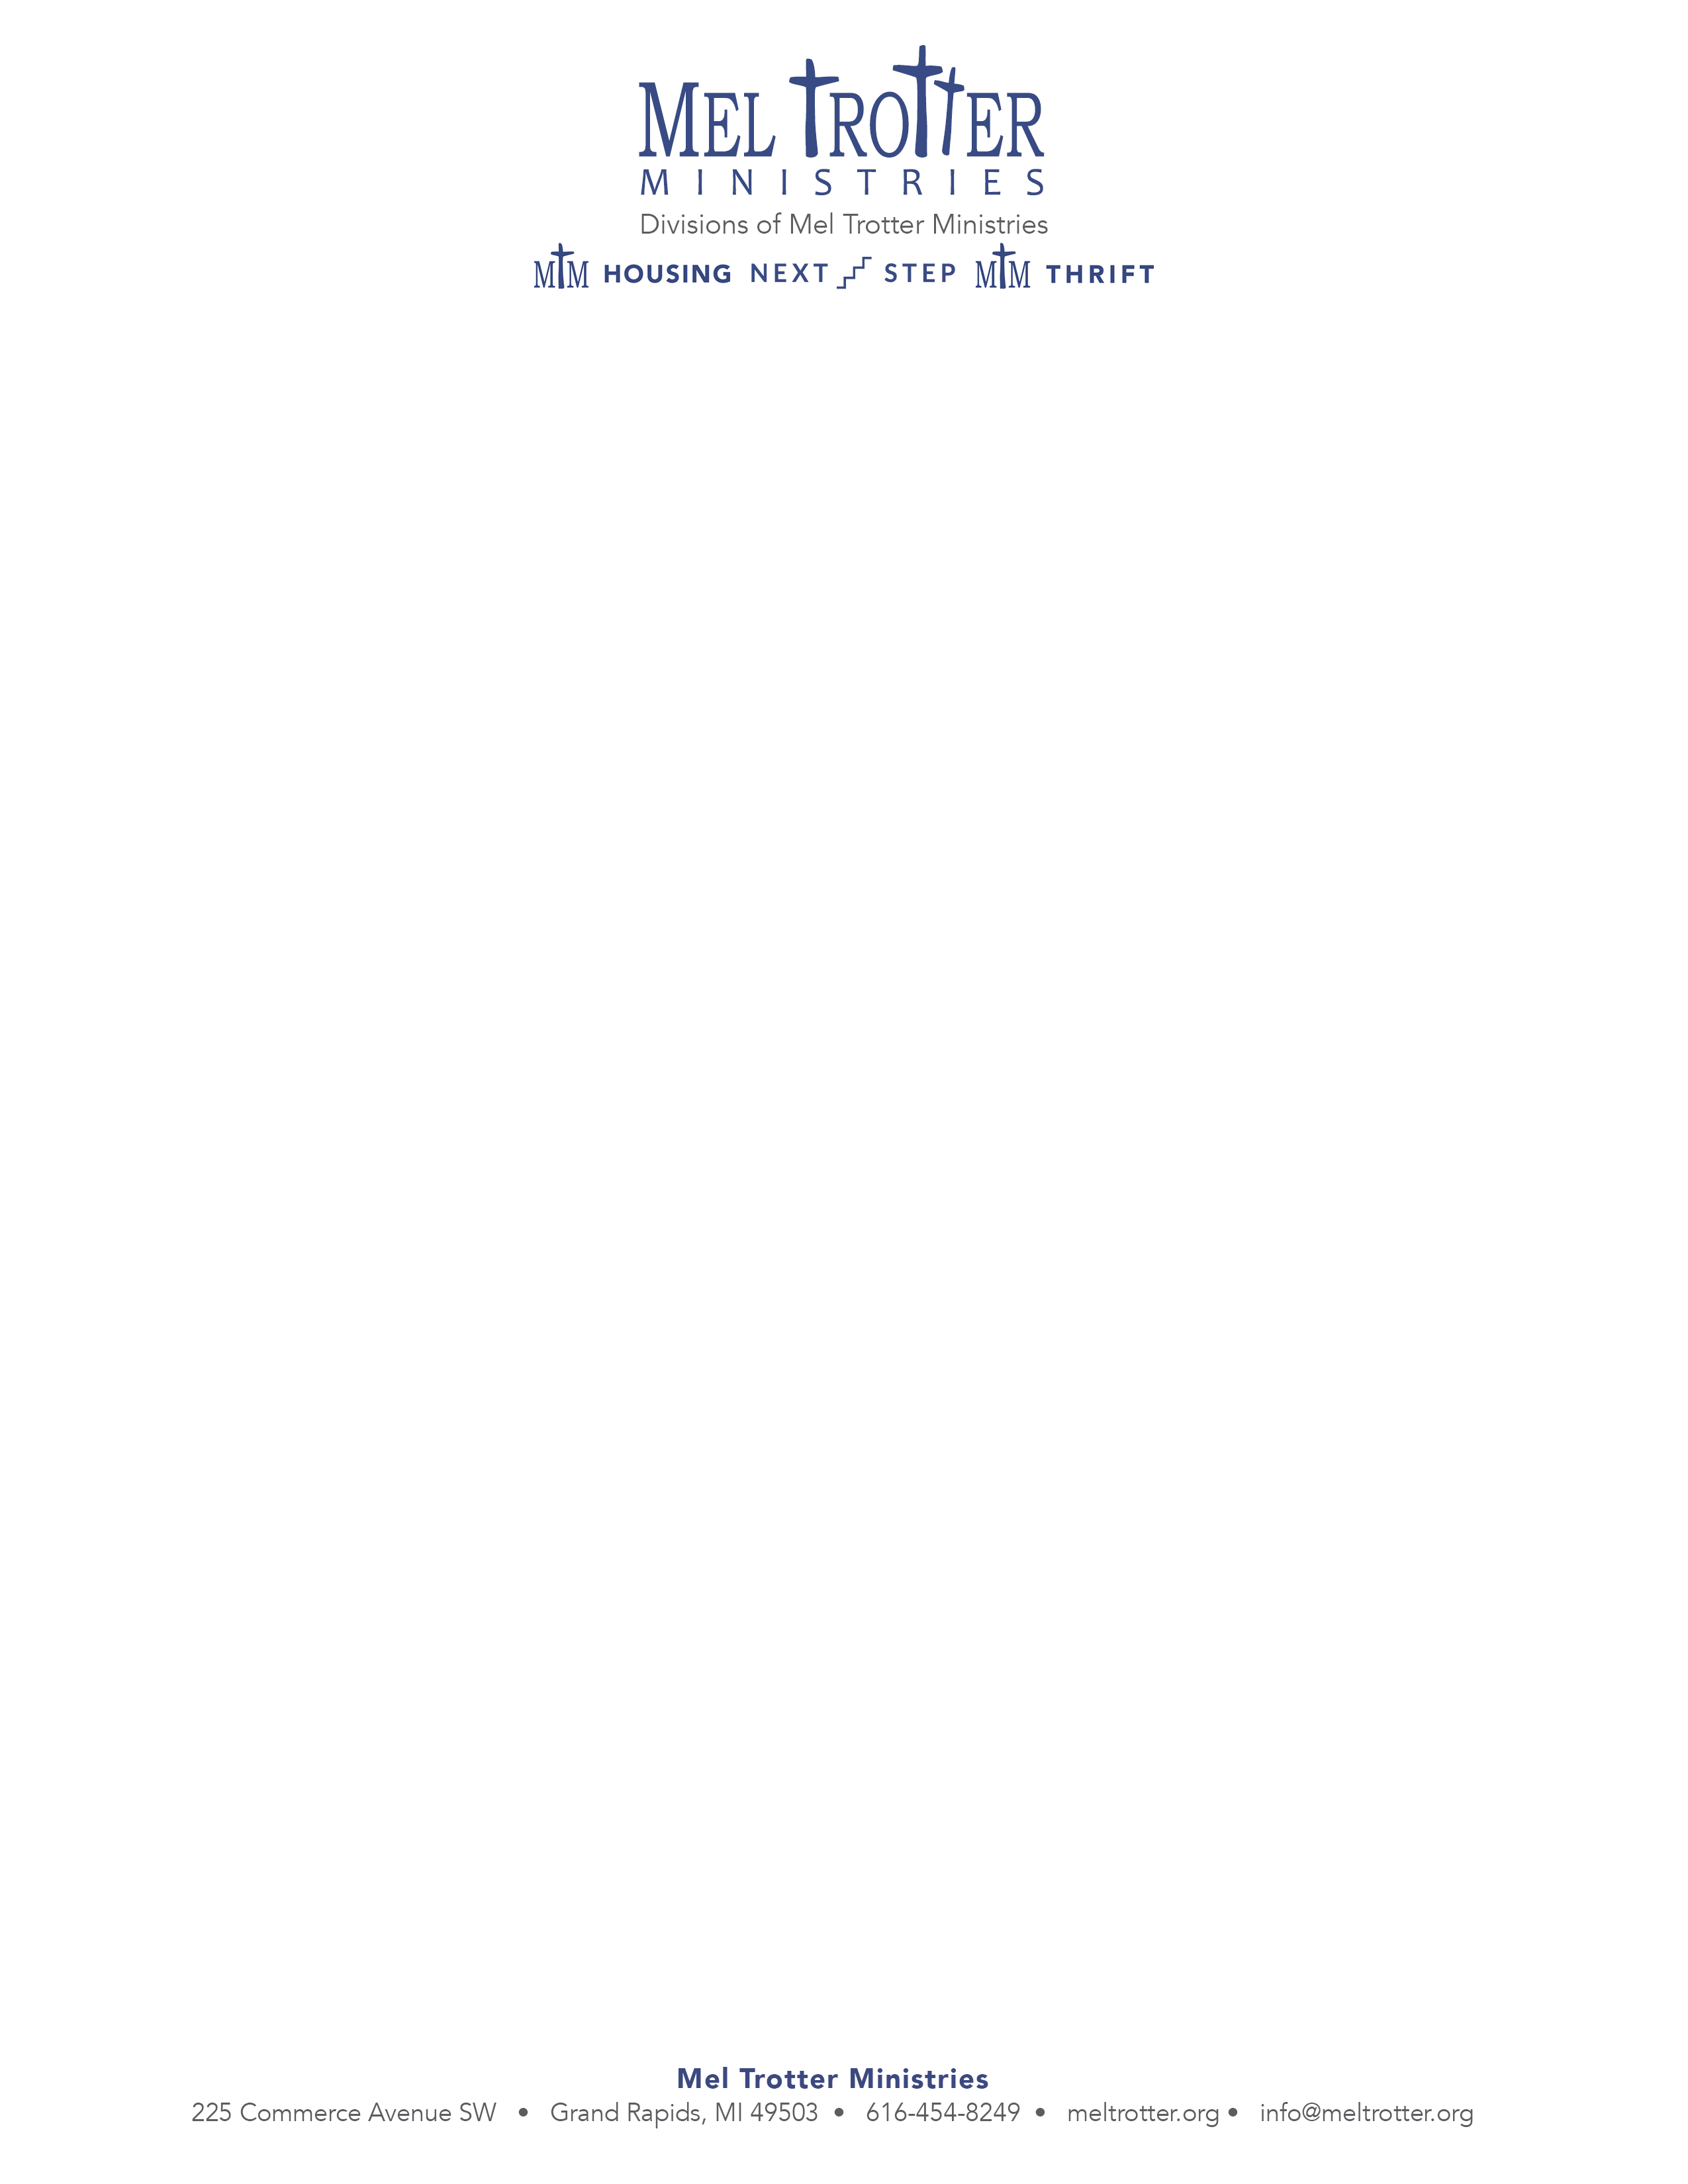 MEL TROTTER
MINISTRIES
Divisions of Mel Trotter Ministries
MTM HOUSING NEXT STEP MTM THRIFT
Mel Trotter Ministries
225 Commerce Avenue SW • Grand Rapids, MI 49503 • 616-454-8249 • meltrotter.org • info@meltrotter.org